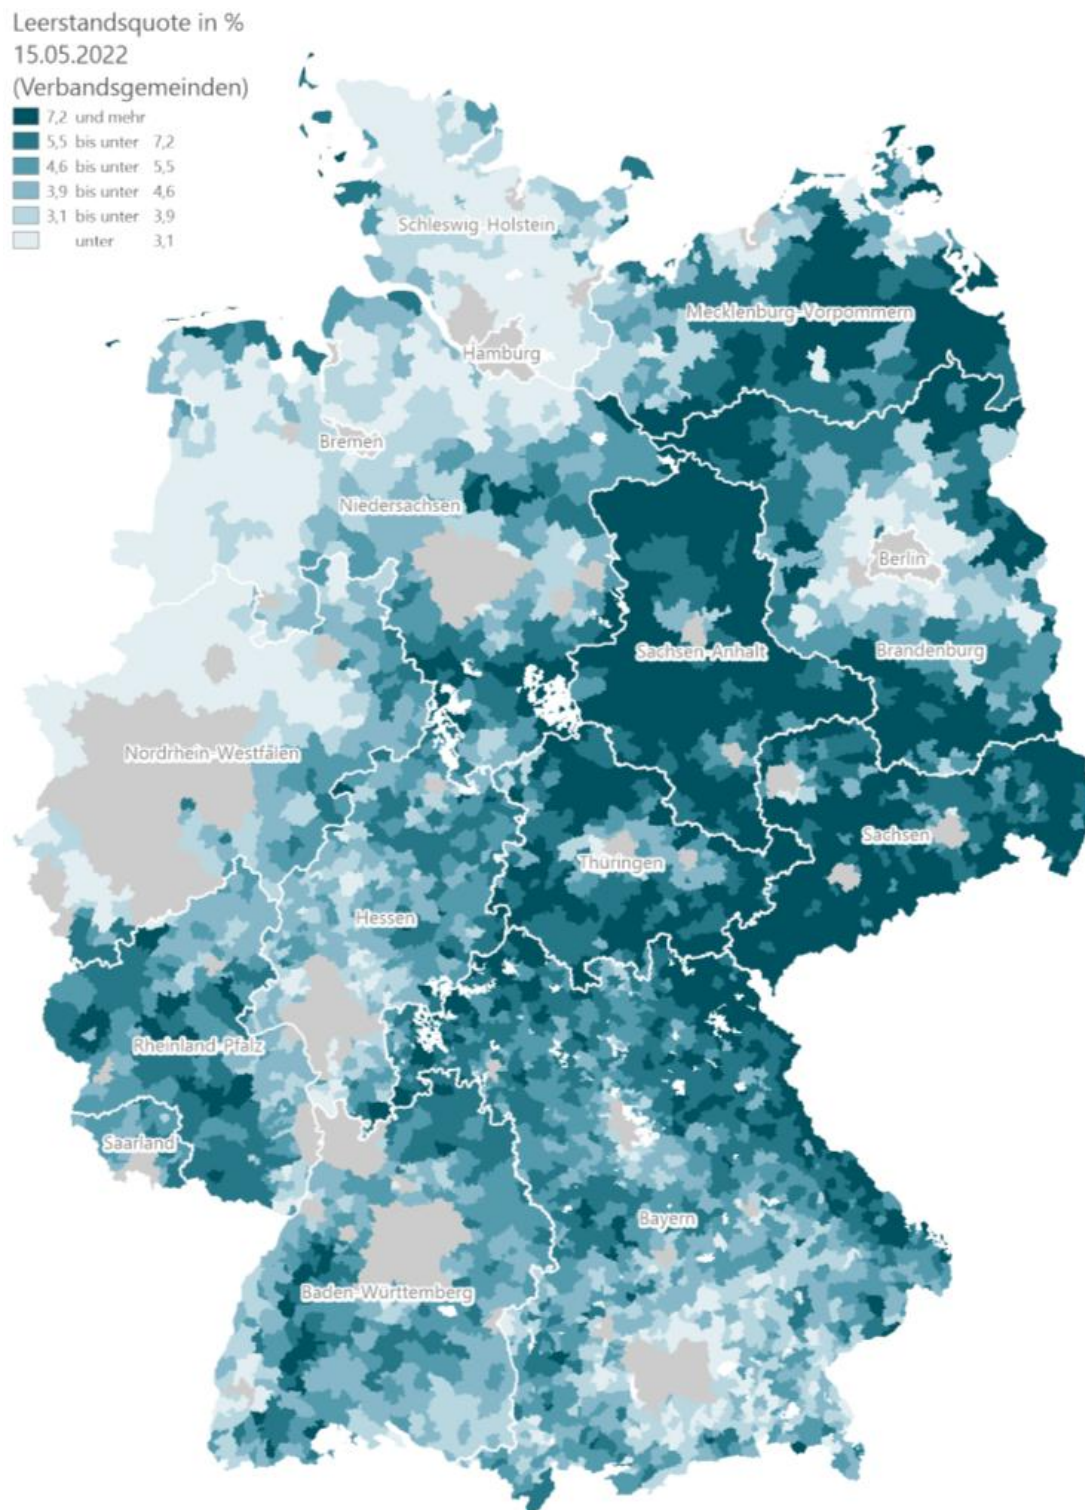 Leerstandsquote in %
15.05.2022
(Verbandsgemeinden)
7,2 und mehr
5,5 bis unter 7,2
4,6 bis unter 5,5
3,9 bis unter 4,6
3,1 bis unter 3,9
unter 3,1
Schleswig-Holstein
Mecklenburg-Vorpommern
Hamburg
Bremen
Niedersachsen
Berlin
Sachsen-Anhalt
Brandenburg
Nordrhein-Westfalen
Sachsen
Thüringen
Hessen
Rheinland-Pfalz
Saarland
Bayern
Baden-Württemberg